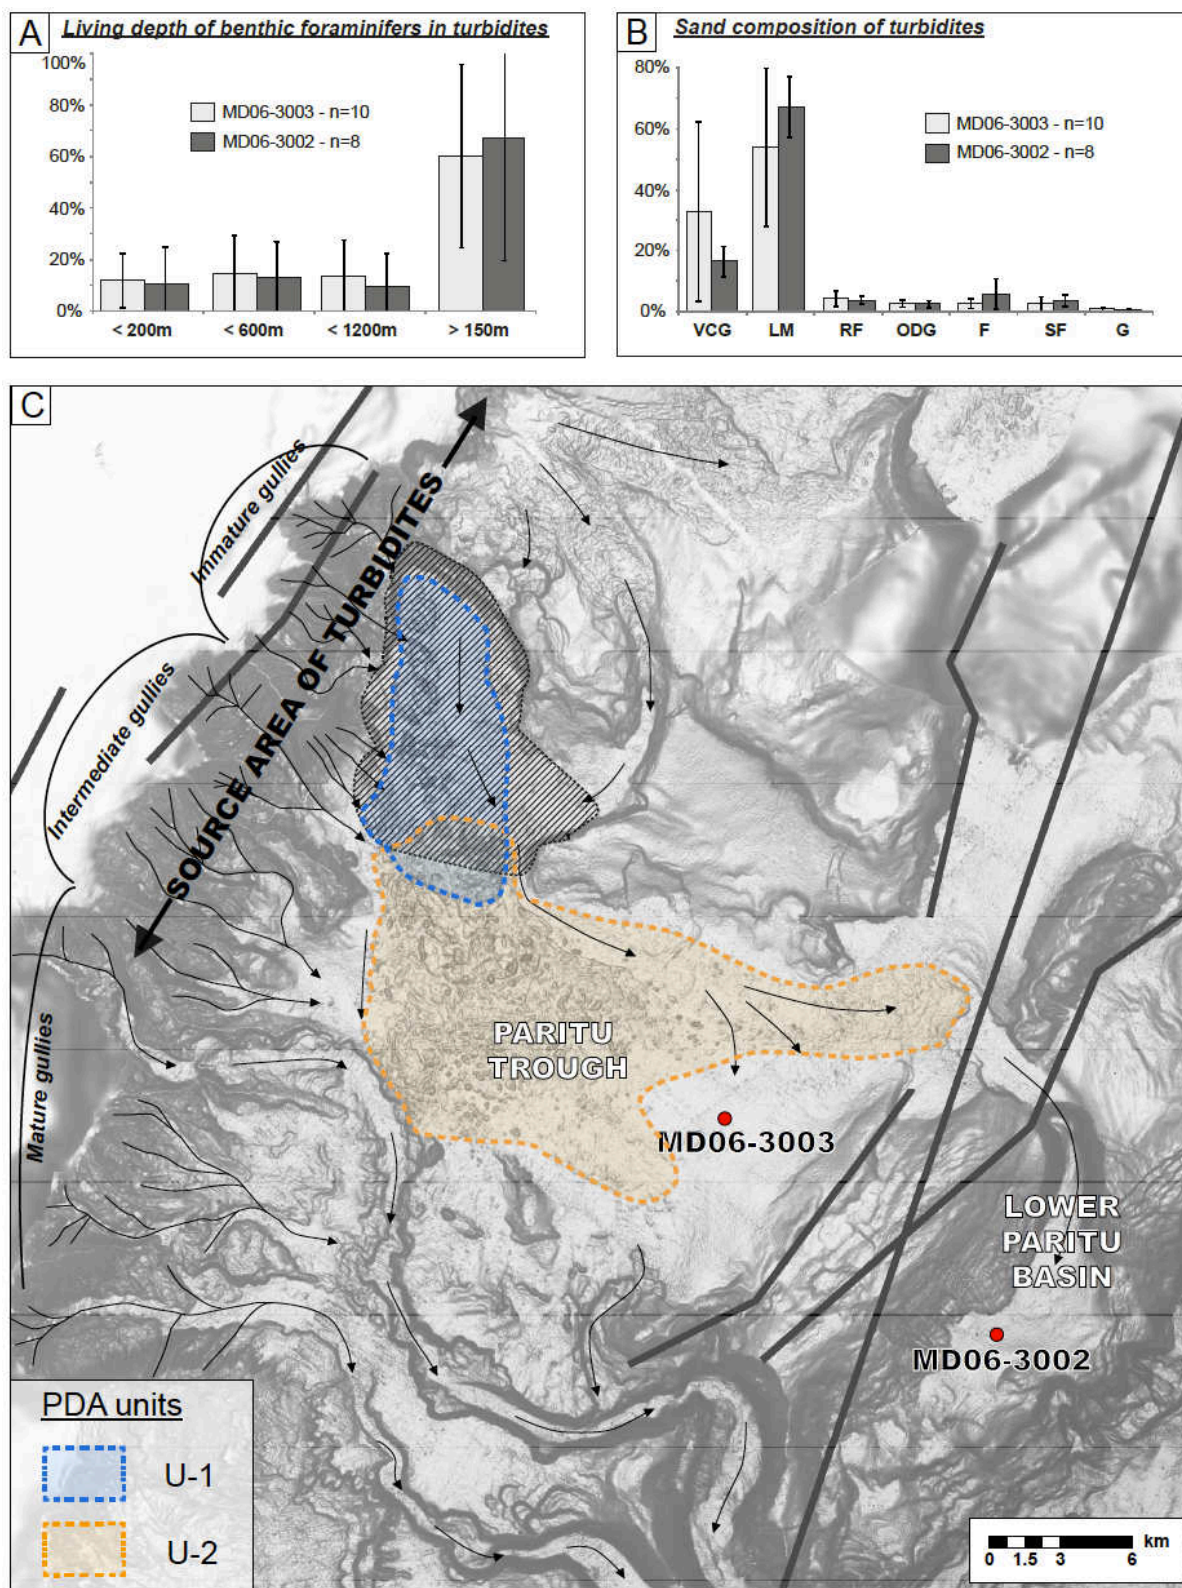 A
Living depth of benthic foraminifers in turbidites
100%
80%
60%
40%
20%
0%
MD06-3003 - n=10
MD06-3002 - n=8
< 200m
< 600m
< 1200m
> 150m
B
Sand composition of turbidites
80%
60%
40%
20%
0%
MD06-3003 - n=10
MD06-3002 - n=8
VCG
LM
RF
ODG
F
SF
G
C
Immature gullies
Intermediate gullies
Mature gullies
SOURCE AREA OF TURBIDITES
PARITU
TROUGH
MD06-3003
LOWER
PARITU
BASIN
MD06-3002
PDA units
U-1
U-2
km
0 1.5 3 6